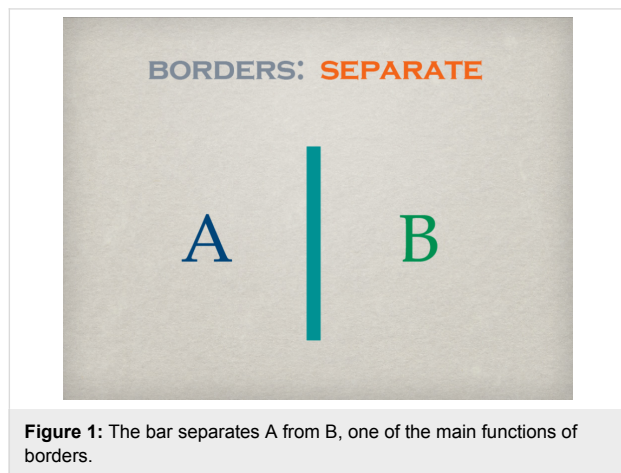 BORDERS: SEPARATE
A B
Figure 1: The bar separates A from B, one of the main functions of
borders.